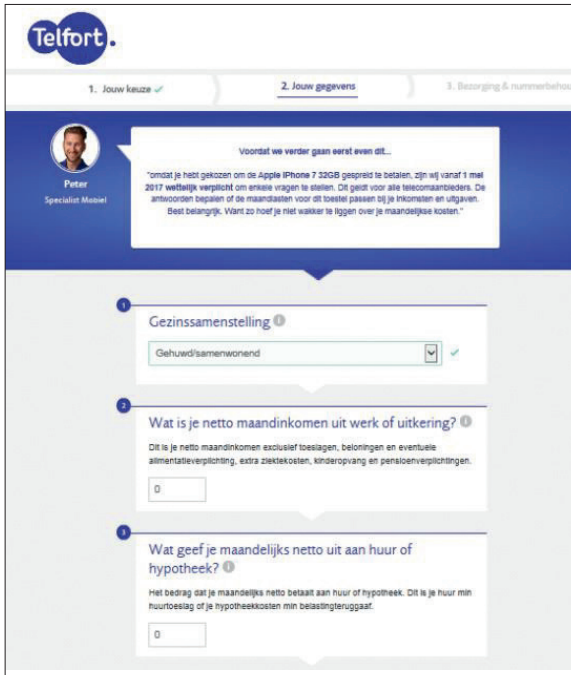 Telfort.
1. Jouw keuze ✓
2. Jouw gegevens
3. Bezorging & nummerbehou
Peter
Specialist Mobiel
Voordat we verder gaan eerst even dit...
"omdat je hebt gekozen om de Apple iPhone 7 32GB gespreid te betalen, zijn wij vanaf 1 mei
2017 wettelijk verplicht om enkele vragen te stellen. Dit geldt voor alle telecomaanbieders. De
antwoorden bepalen of de maandlasten voor dit toestel passen bij je inkomsten en uitgaven.
Best belangrijk. Want zo hoef je niet wakker te liggen over je maandelijkse kosten."
1
Gezinssamenstelling i
Gehuwd/samenwonend
2
Wat is je netto maandinkomen uit werk of uitkering? i
Dit is je netto maandinkomen exclusief toeslagen, beloningen en eventuele
alimentatieverplichting, extra ziektekosten, kinderopvang en pensioenverplichtingen.
0
3
Wat geef je maandelijks netto uit aan huur of
hypotheek? i
Het bedrag dat je maandelijks netto betaalt aan huur of hypotheek. Dit is je huur min
huurtoeslag of je hypotheekkosten min belastingteruggaaf.
0